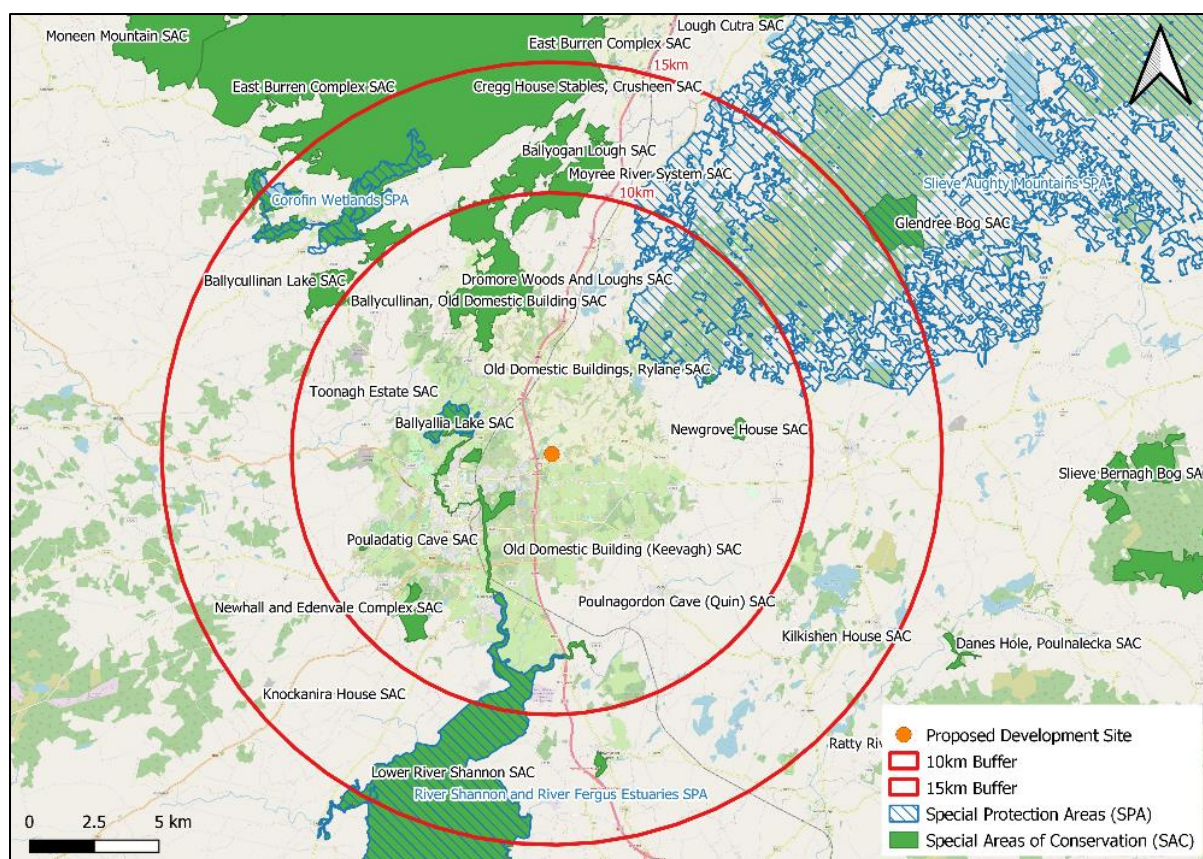 Lough Cutra SAC
Moneen Mountain SAC
East Burren Complex SAC
15km
East Burren Complex SAC
Cregg House Stables, Crusheen SAC
Ballyogan Lough SAC
Moyree River System SAC
Slieve Aughty Mountains SPA
10km
Corofin Wetlands SPA
Glendree Bog SAC
Ballycullinan Lake SAC
Dromore Woods And Loughs SAC
Ballycullinan, Old Domestic Building SAC
Old Domestic Buildings, Rylane SAC
Toonagh Estate SAC
Ballyallia Lake SAC
Newgrove House SAC
Slieve Bernagh Bog SA
Pouladatig Cave SAC
Old Domestic Building (Keevagh) SAC
Newhall and Edenvale Complex SAC
Poulnagordon Cave (Quin) SAC
Kilkishen House SAC
Danes Hole, Poulnalecka SAC
Knockanira House SAC
Ratty Riv
Lower River Shannon SAC
River Shannon and River Fergus Estuaries SPA
Proposed Development Site
10km Buffer
15km Buffer
Special Protection Areas (SPA)
Special Areas of Conservation (SAC)
0 2.5 5 km